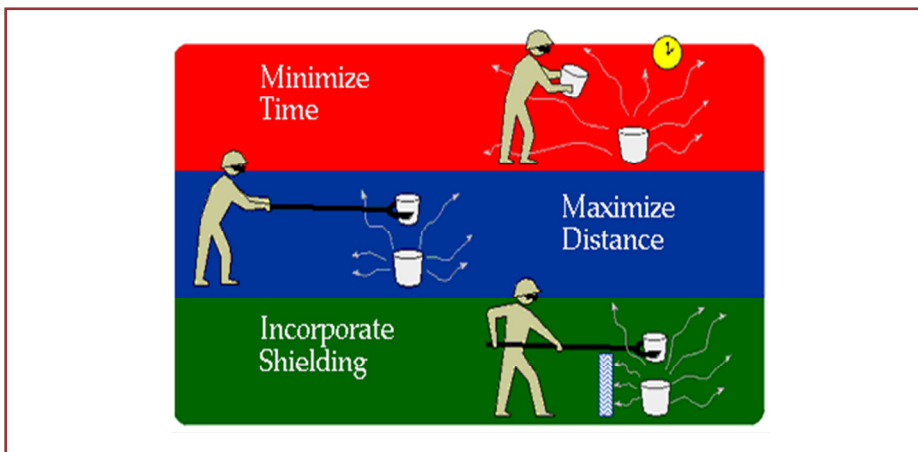 Minimize
Time
Maximize
Distance
Incorporate
Shielding